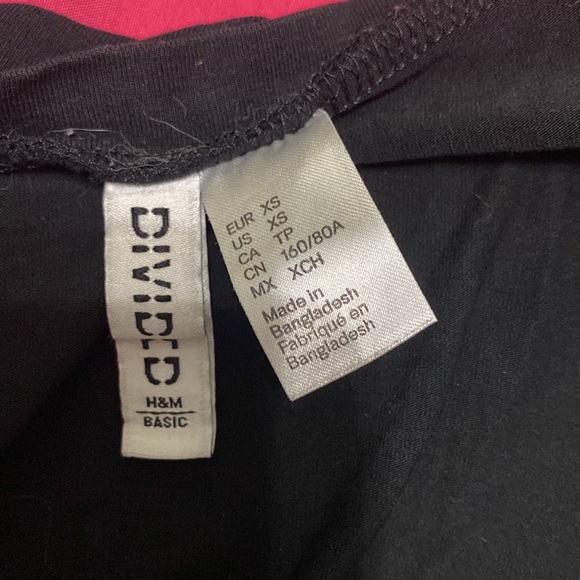 DIVIDED
H&M
BASIC
EUR XS
US XS
CA TP
CN 160/80A
MX XCH
Made in
Bangladesh
Fabriqué en
Bangladesh